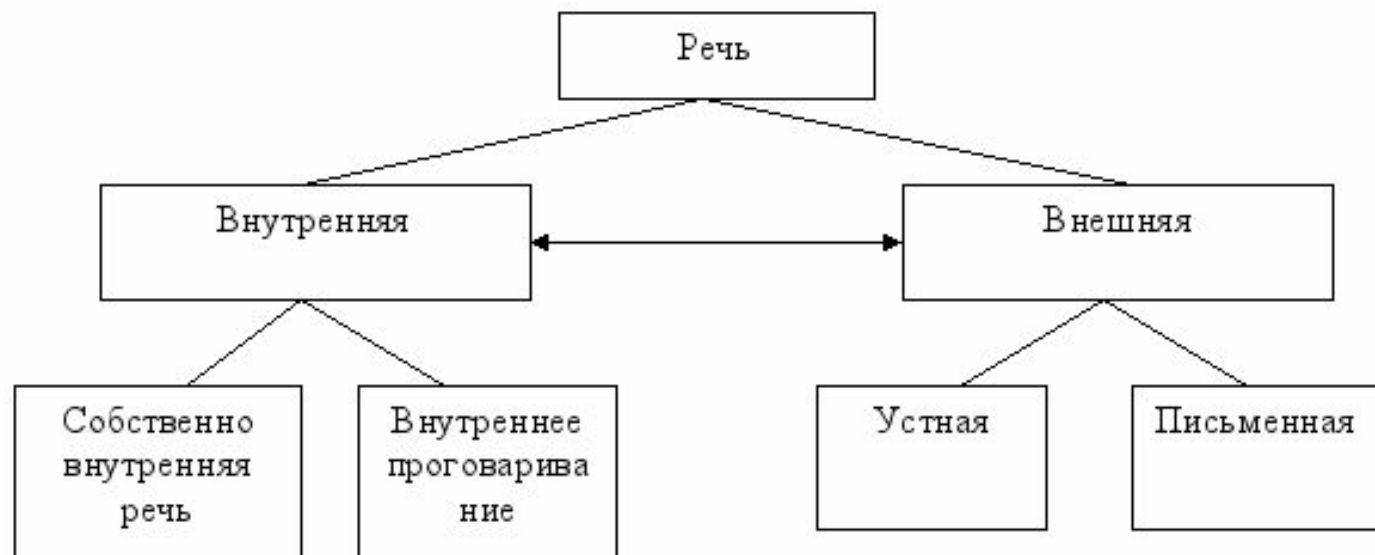 Речь
Внутренняя
Внешняя
Собственно
внутренняя
речь
Внутреннее
проговарива
ние
Устная
Письменная